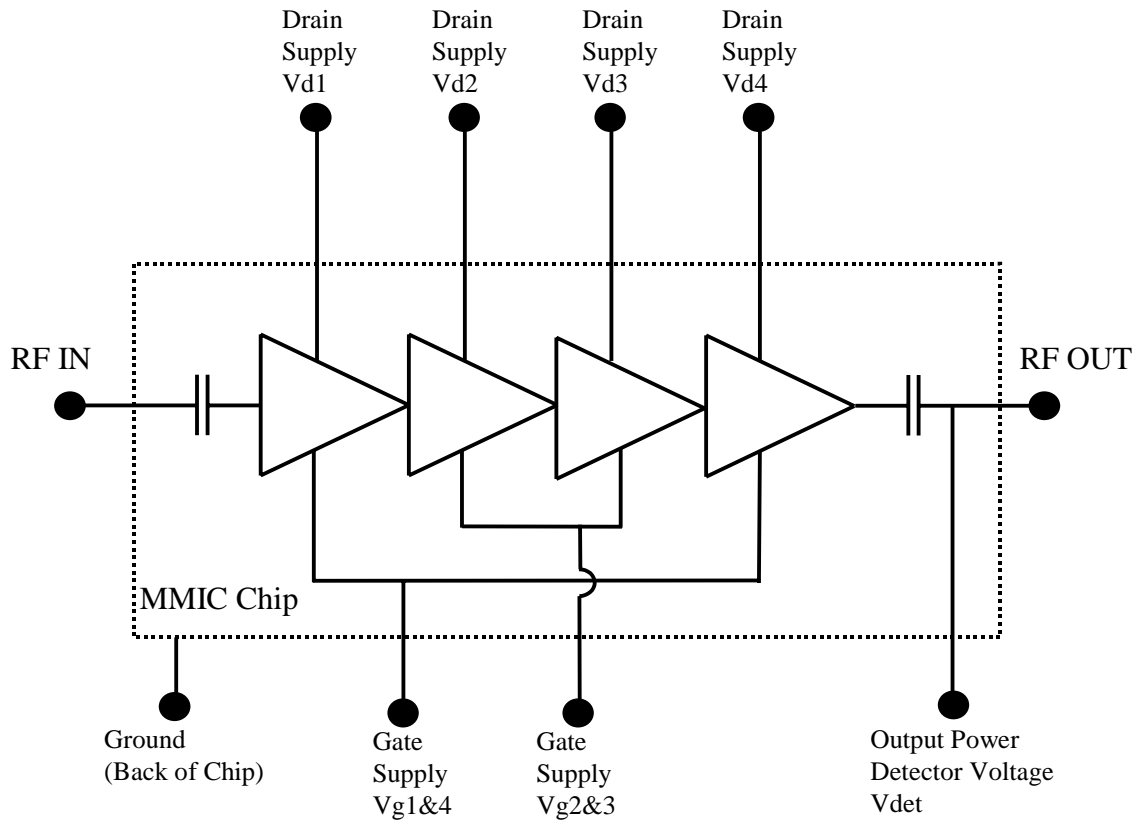 Drain
Supply
Vd1
Drain
Supply
Vd2
Drain
Supply
Vd3
Drain
Supply
Vd4
RF IN
RF OUT
MMIC Chip
Ground
(Back of Chip)
Gate
Supply
Vg1&4
Gate
Supply
Vg2&3
Output Power
Detector Voltage
Vdet